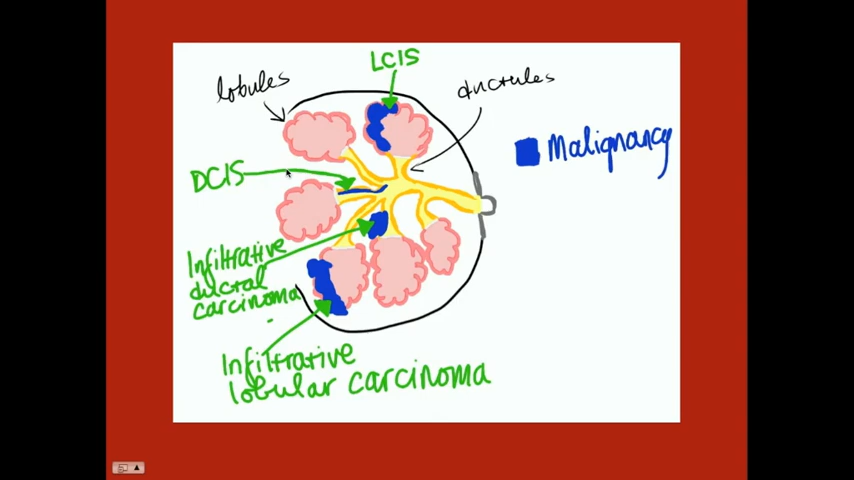 LCIS
lobules
ductules
Malignancy
DCIS
Infiltrative
ductal
carcinoma
Infiltrative
lobular carcinoma